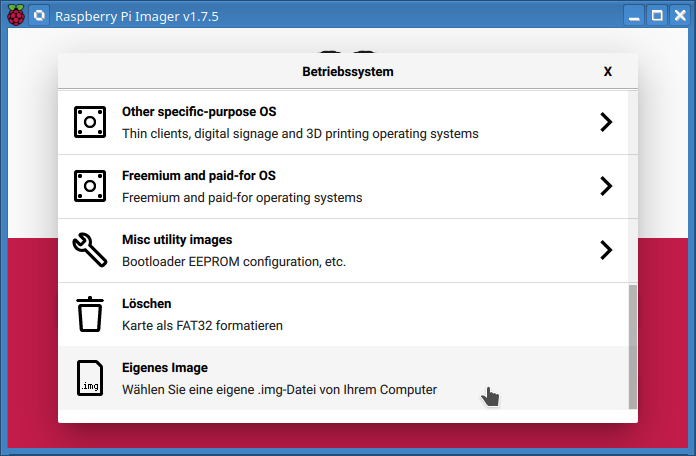 Raspberry Pi Imager v1.7.5
Betriebssystem X
Other specific-purpose OS
Thin clients, digital signage and 3D printing operating systems
Freemium and paid-for OS
Freemium and paid-for operating systems
Misc utility images
Bootloader EEPROM configuration, etc.
Löschen
Karte als FAT32 formatieren
Eigenes Image
.img
Wählen Sie eine eigene .img-Datei von Ihrem Computer